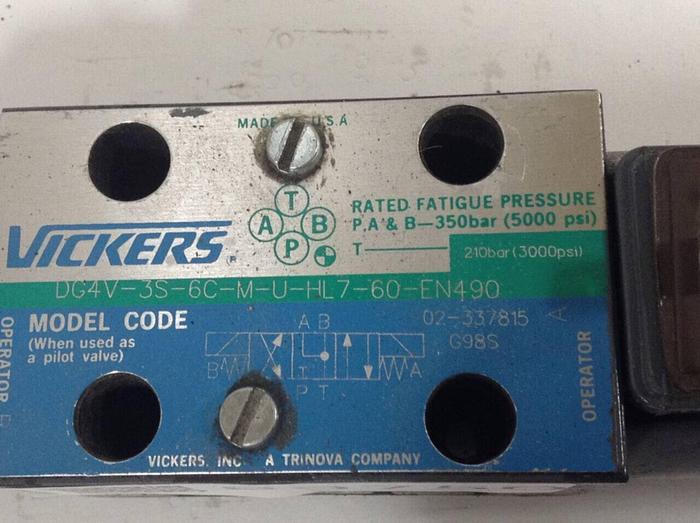 MADE U.S.A
T
A B
P
VICKERS
RATED FATIGUE PRESSURE
P,A & B—350bar (5000 psi)
T 210bar (3000psi)
DG4V-3S-6C-M-U-HL7-60-EN490
MODEL CODE
(When used as
a pilot valve)
02-337815 A
G98S
A B
B A
T
P T
OPERATOR
OPERATOR
VICKERS, INC. A TRINOVA COMPANY